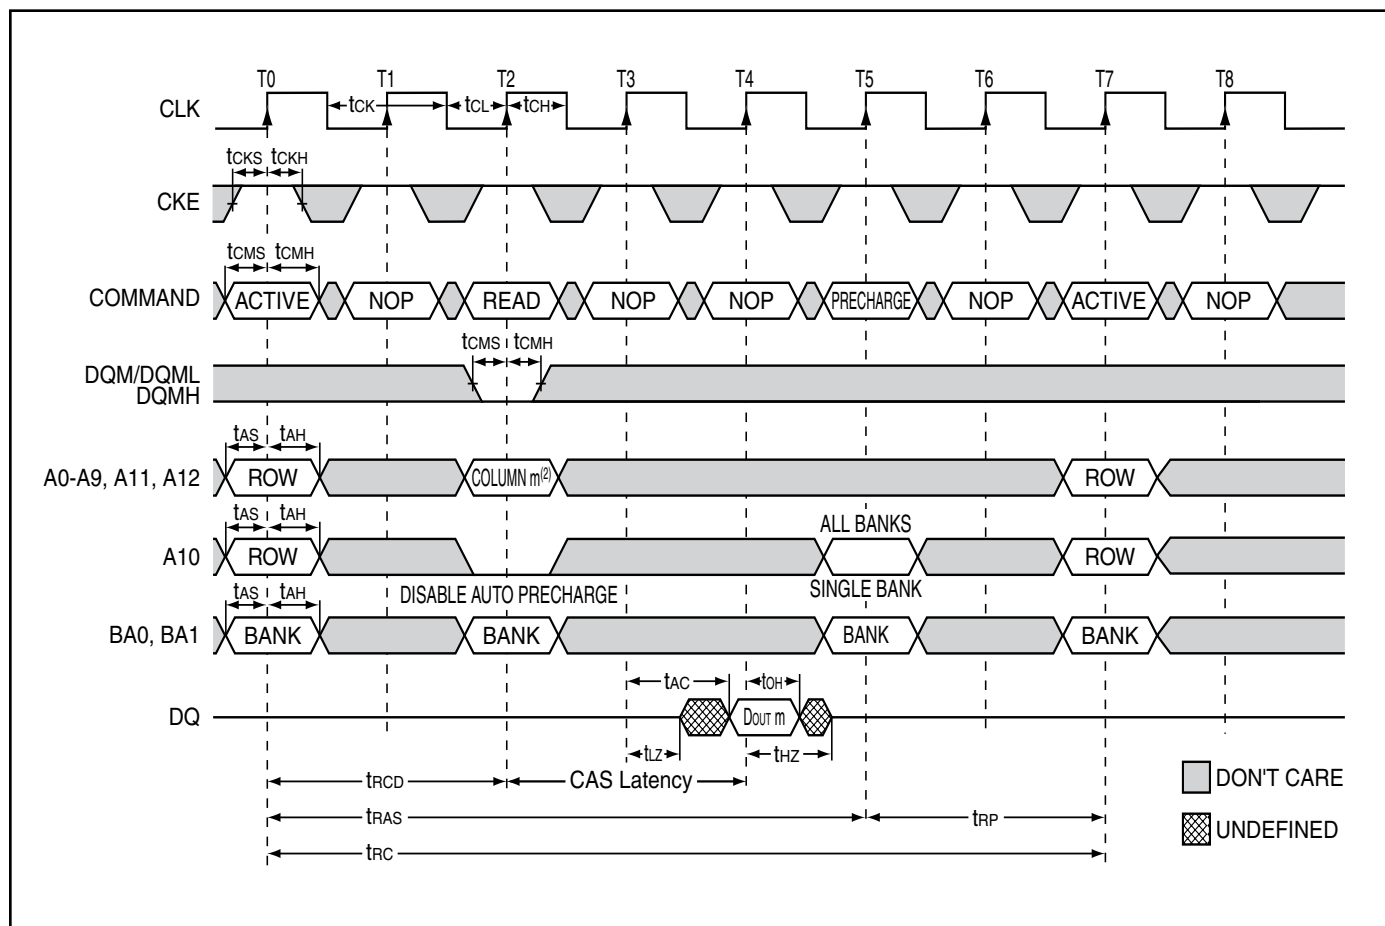 T0 T1 T2 T3 T4 T5 T6 T7 T8
CLK
tCK tCL tCH
tCKS tCKH
CKE
tCMS tCMH
COMMAND ACTIVE NOP READ NOP NOP PRECHARGE NOP ACTIVE NOP
tCMS tCMH
DQM/DQML
DQMH
tAS tAH
A0-A9, A11, A12 ROW COLUMN m(2) ROW
tAS tAH
ALL BANKS
A10 ROW ROW
DISABLE AUTO PRECHARGE
SINGLE BANK
tAS tAH
BA0, BA1 BANK BANK BANK BANK
tAC tOH
DQ DOUT m
tLZ tHZ
tRCD CAS Latency
tRAS tRP
tRC
DON'T CARE
UNDEFINED